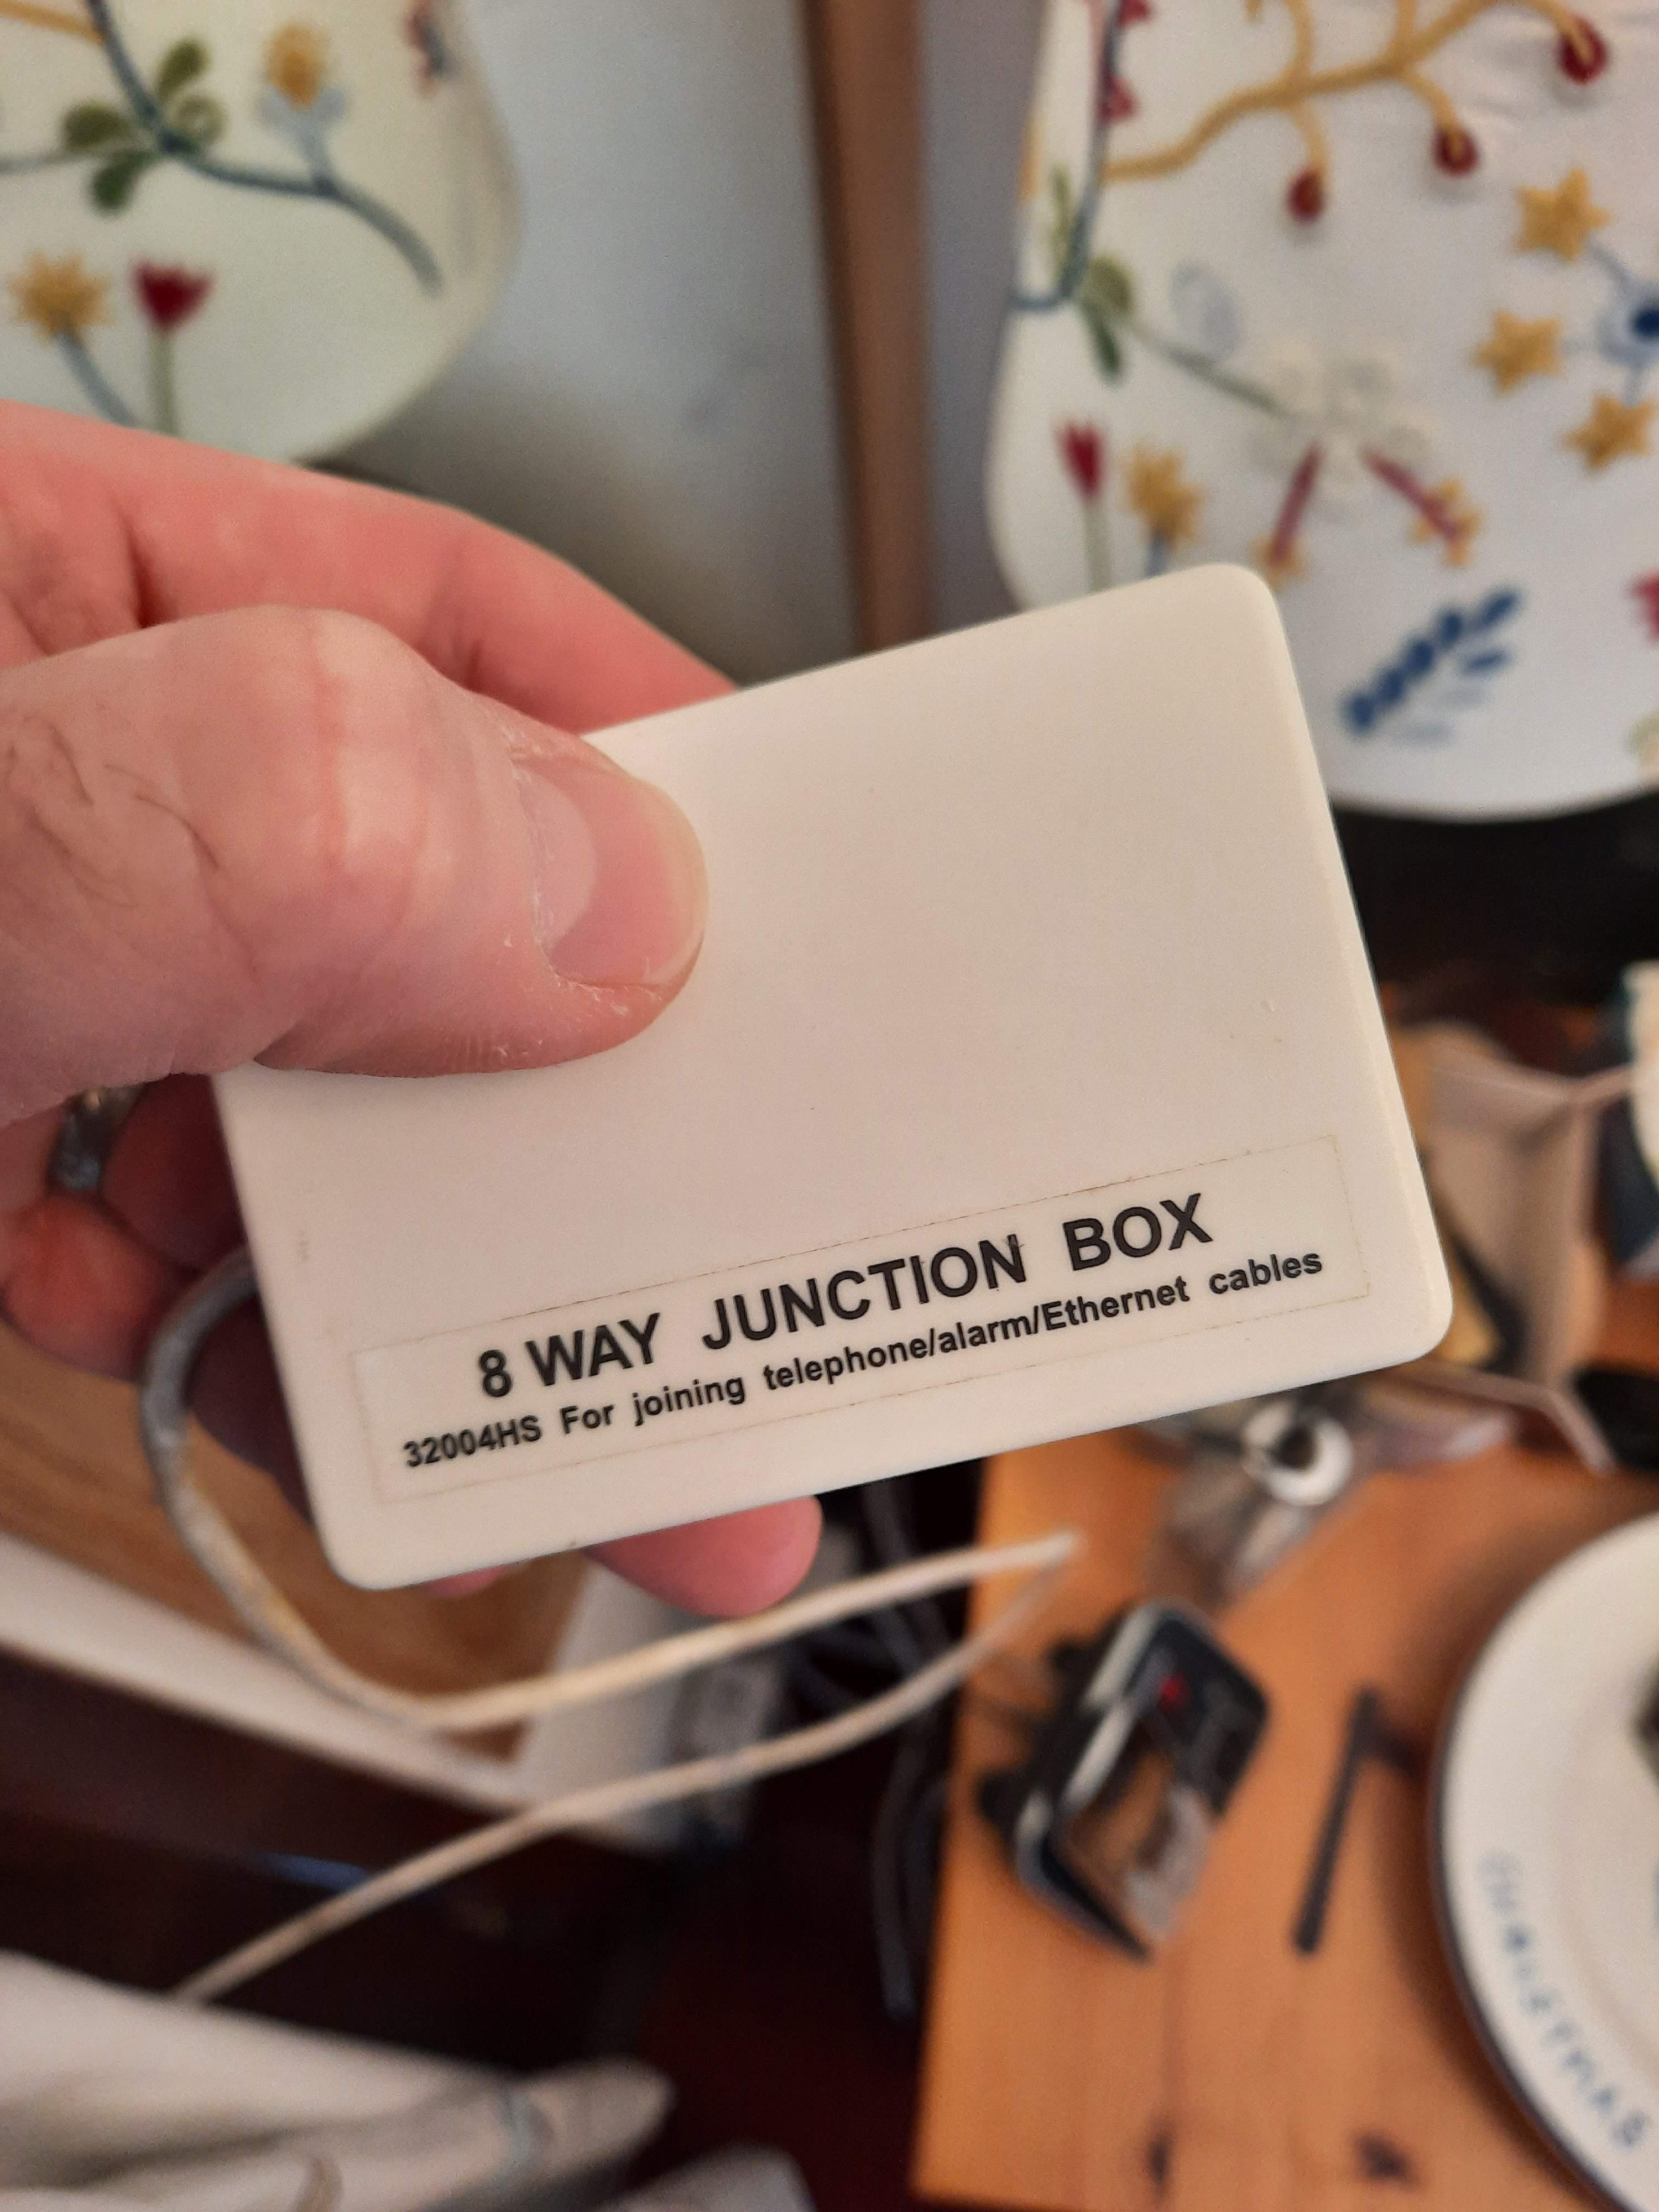 8 WAY JUNCTION BOX
32004HS For joining telephone/alarm/Ethernet cables